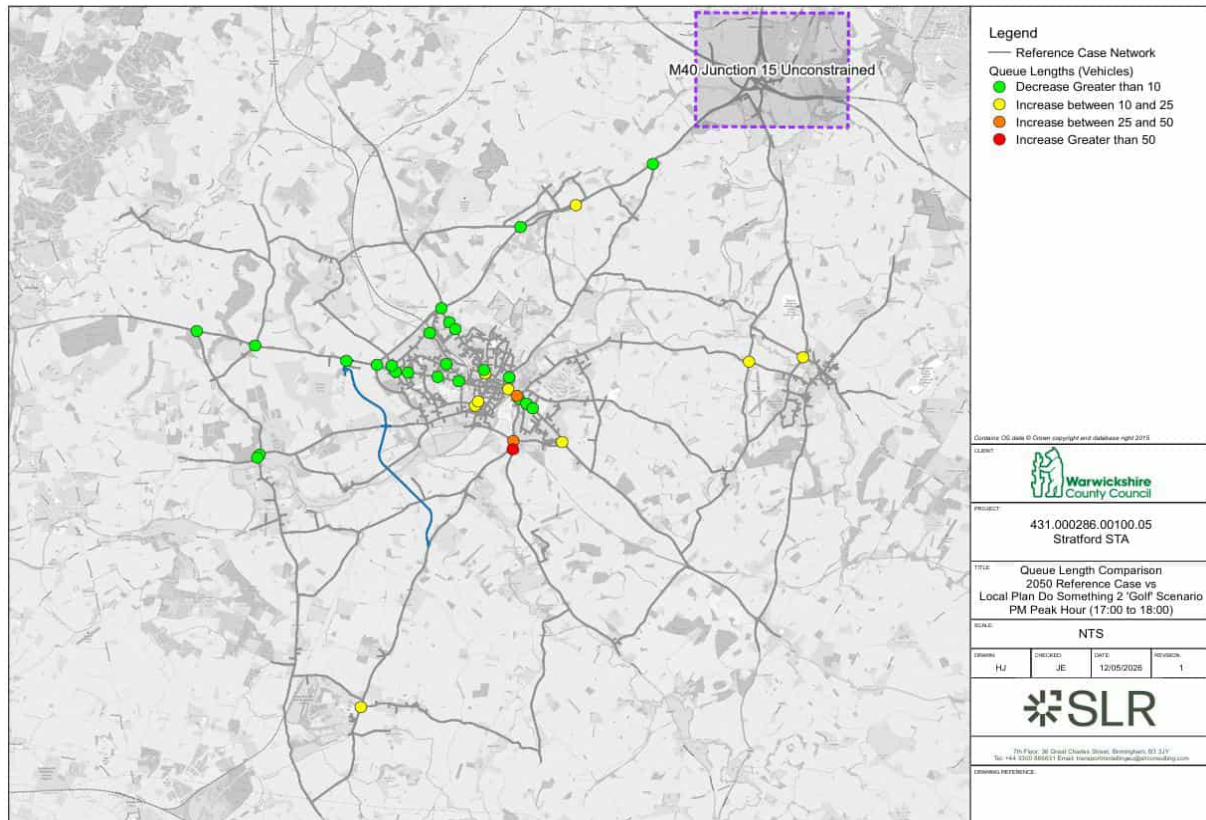 M40 Junction 15 Unconstrained
Legend
Reference Case Network
Queue Lengths (Vehicles)
Decrease Greater than 10
Increase between 10 and 25
Increase between 25 and 50
Increase Greater than 50
Contains OS data © Crown copyright and database right 2015
CLIENT:
Warwickshire
County Council
PROJECT:
431.000286.00100.05
Stratford STA
TITLE:
Queue Length Comparison
2050 Reference Case vs
Local Plan Do Something 2 'Golf' Scenario
PM Peak Hour (17:00 to 18:00)
SCALE:
NTS
DRAWN: CHECKED: DATE: REVISION:
HJ JE 12/05/2026 1
SLR
7th Floor, 36 Great Charles Street, Birmingham, B3 3JY
DRAWING REFERENCE: